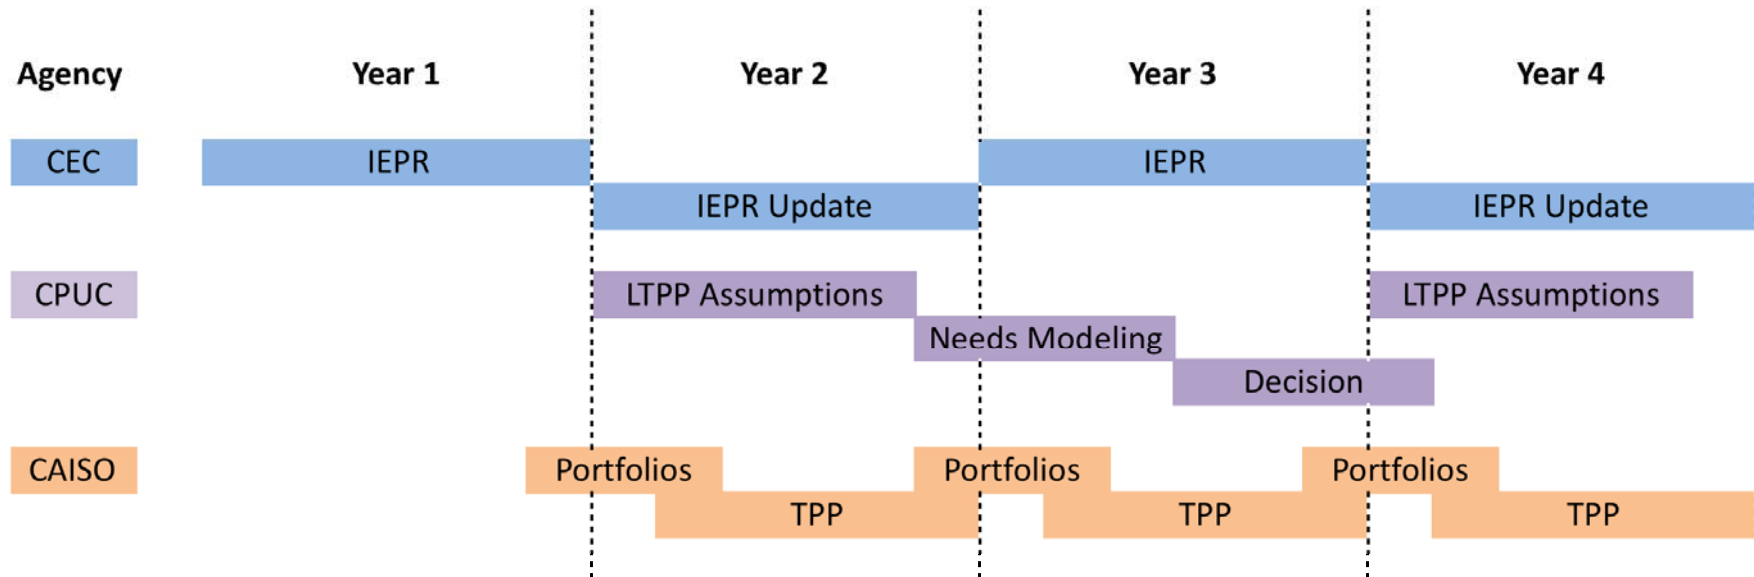 Agency Year 1 Year 2 Year 3 Year 4
CEC IEPR IEPR
IEPR Update IEPR Update
CPUC LTPP Assumptions LTPP Assumptions
Needs Modeling
Decision
CAISO Portfolios Portfolios Portfolios
TPP TPP TPP